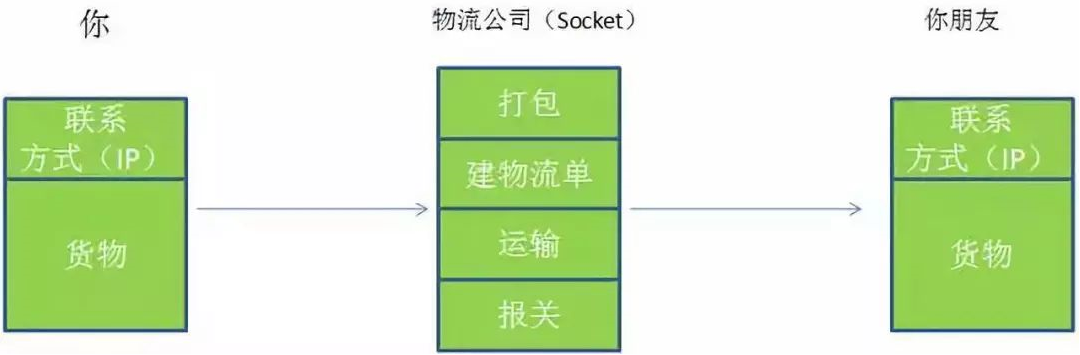 你
物流公司（Socket）
你朋友
联系
方式（IP）
货物
打包
建物流单
运输
报关
联系
方式（IP）
货物